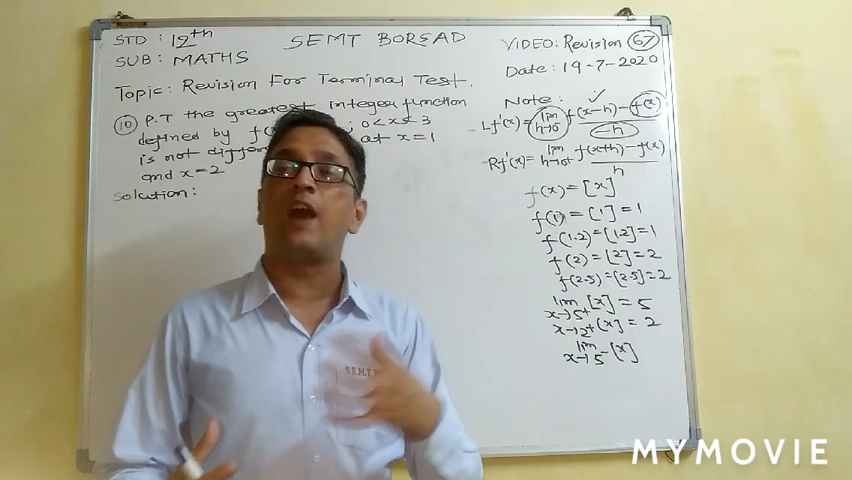 STD : 12th
SEMT BORSAD
VIDEO: Revision 67
SUB : MATHS
Date : 19-7-2020
Topic: Revision For Terminal Test.
10 P.T the greatest integer function
defined by f( ; 0<x<3
is not differ at x=1
and x=2
Solution:
Note:
Lf'(x) = lim h→0- f(x-h) - f(x) / -h
Rf'(x) = lim h→0+ f(x+h) - f(x) / h
f(x) = [x]
f(1) = [1] = 1
f(1.2) = [1.2] = 1
f(2) = [2] = 2
f(2.5) = [2.5] = 2
lim x→5+ [x] = 5
x→2+ [x] = 2
lim x→5- [x]
S.E.M.T
MYMOVIE